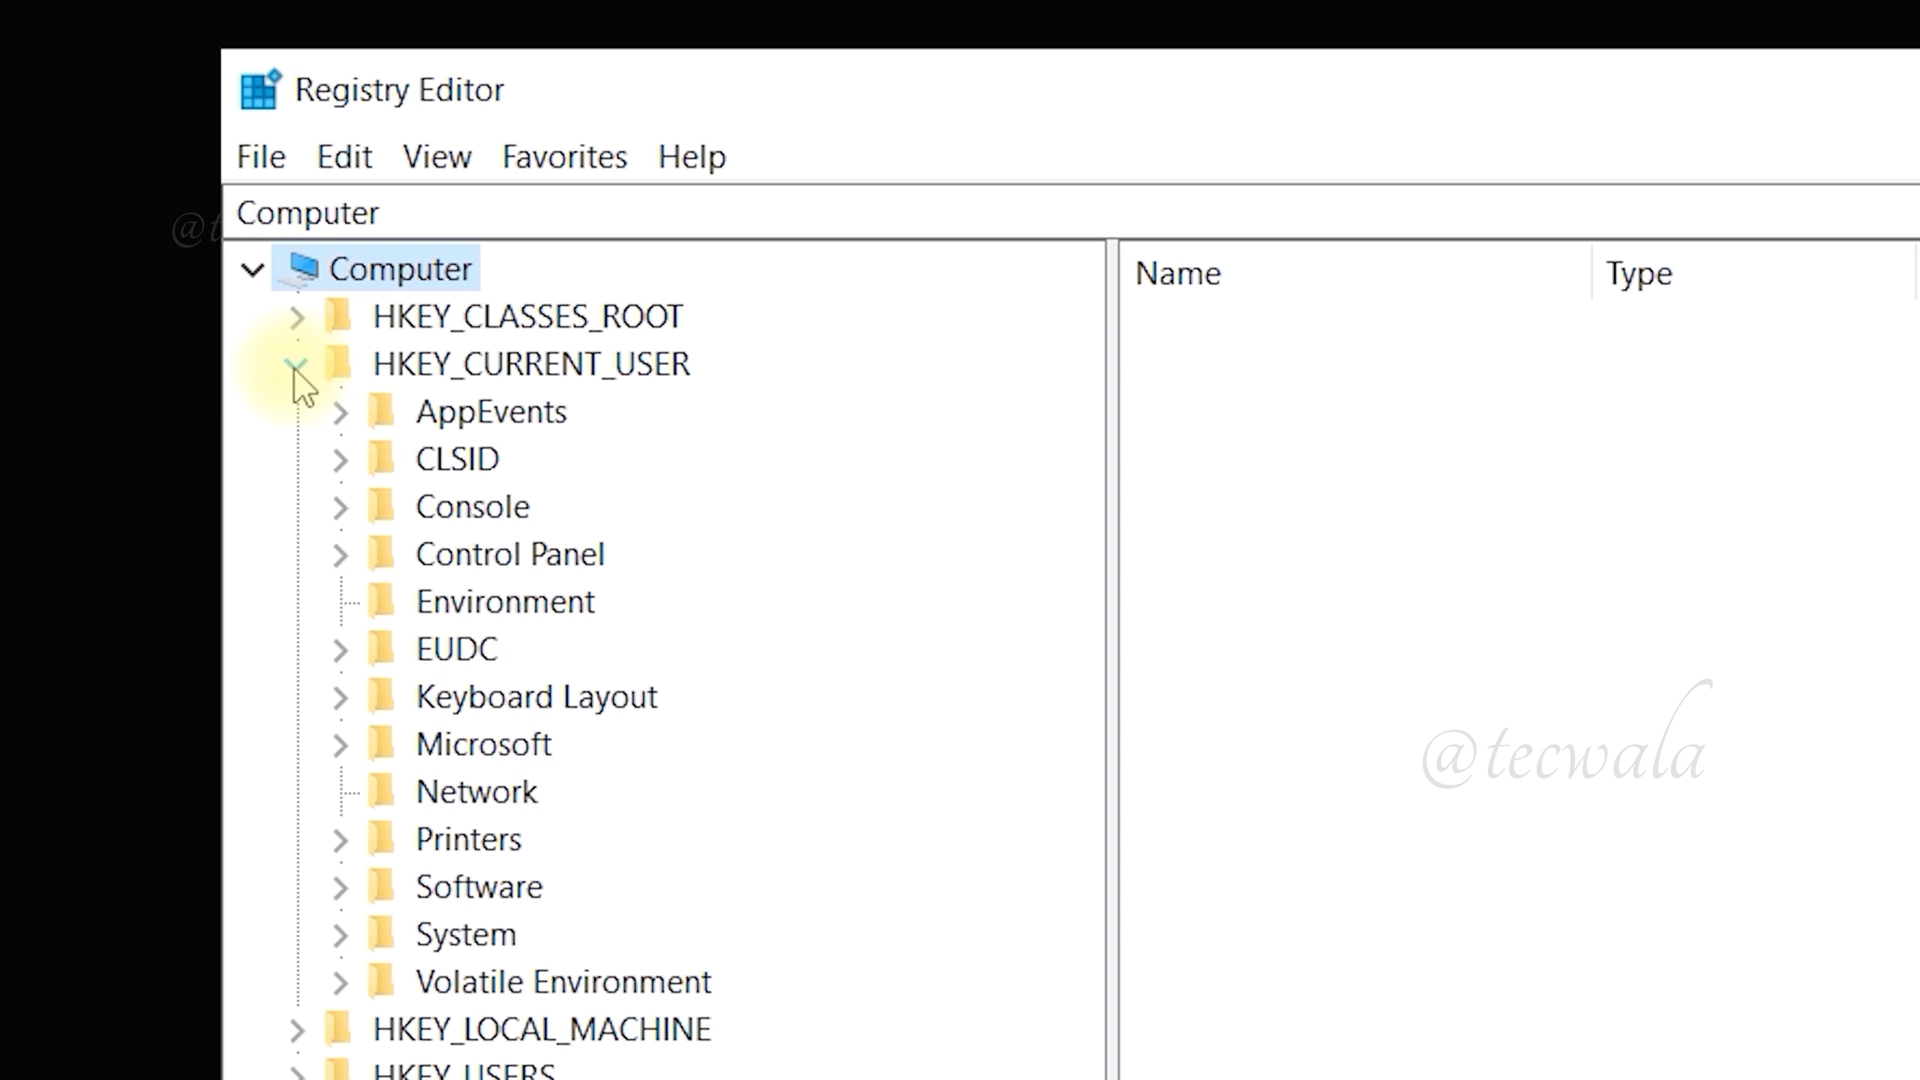 Registry Editor
File Edit View Favorites Help
Computer
Computer
Name Type
HKEY_CLASSES_ROOT
HKEY_CURRENT_USER
AppEvents
CLSID
Console
Control Panel
Environment
EUDC
Keyboard Layout
Microsoft
@tecwala
Network
Printers
Software
System
Volatile Environment
HKEY_LOCAL_MACHINE
HKEY_USERS